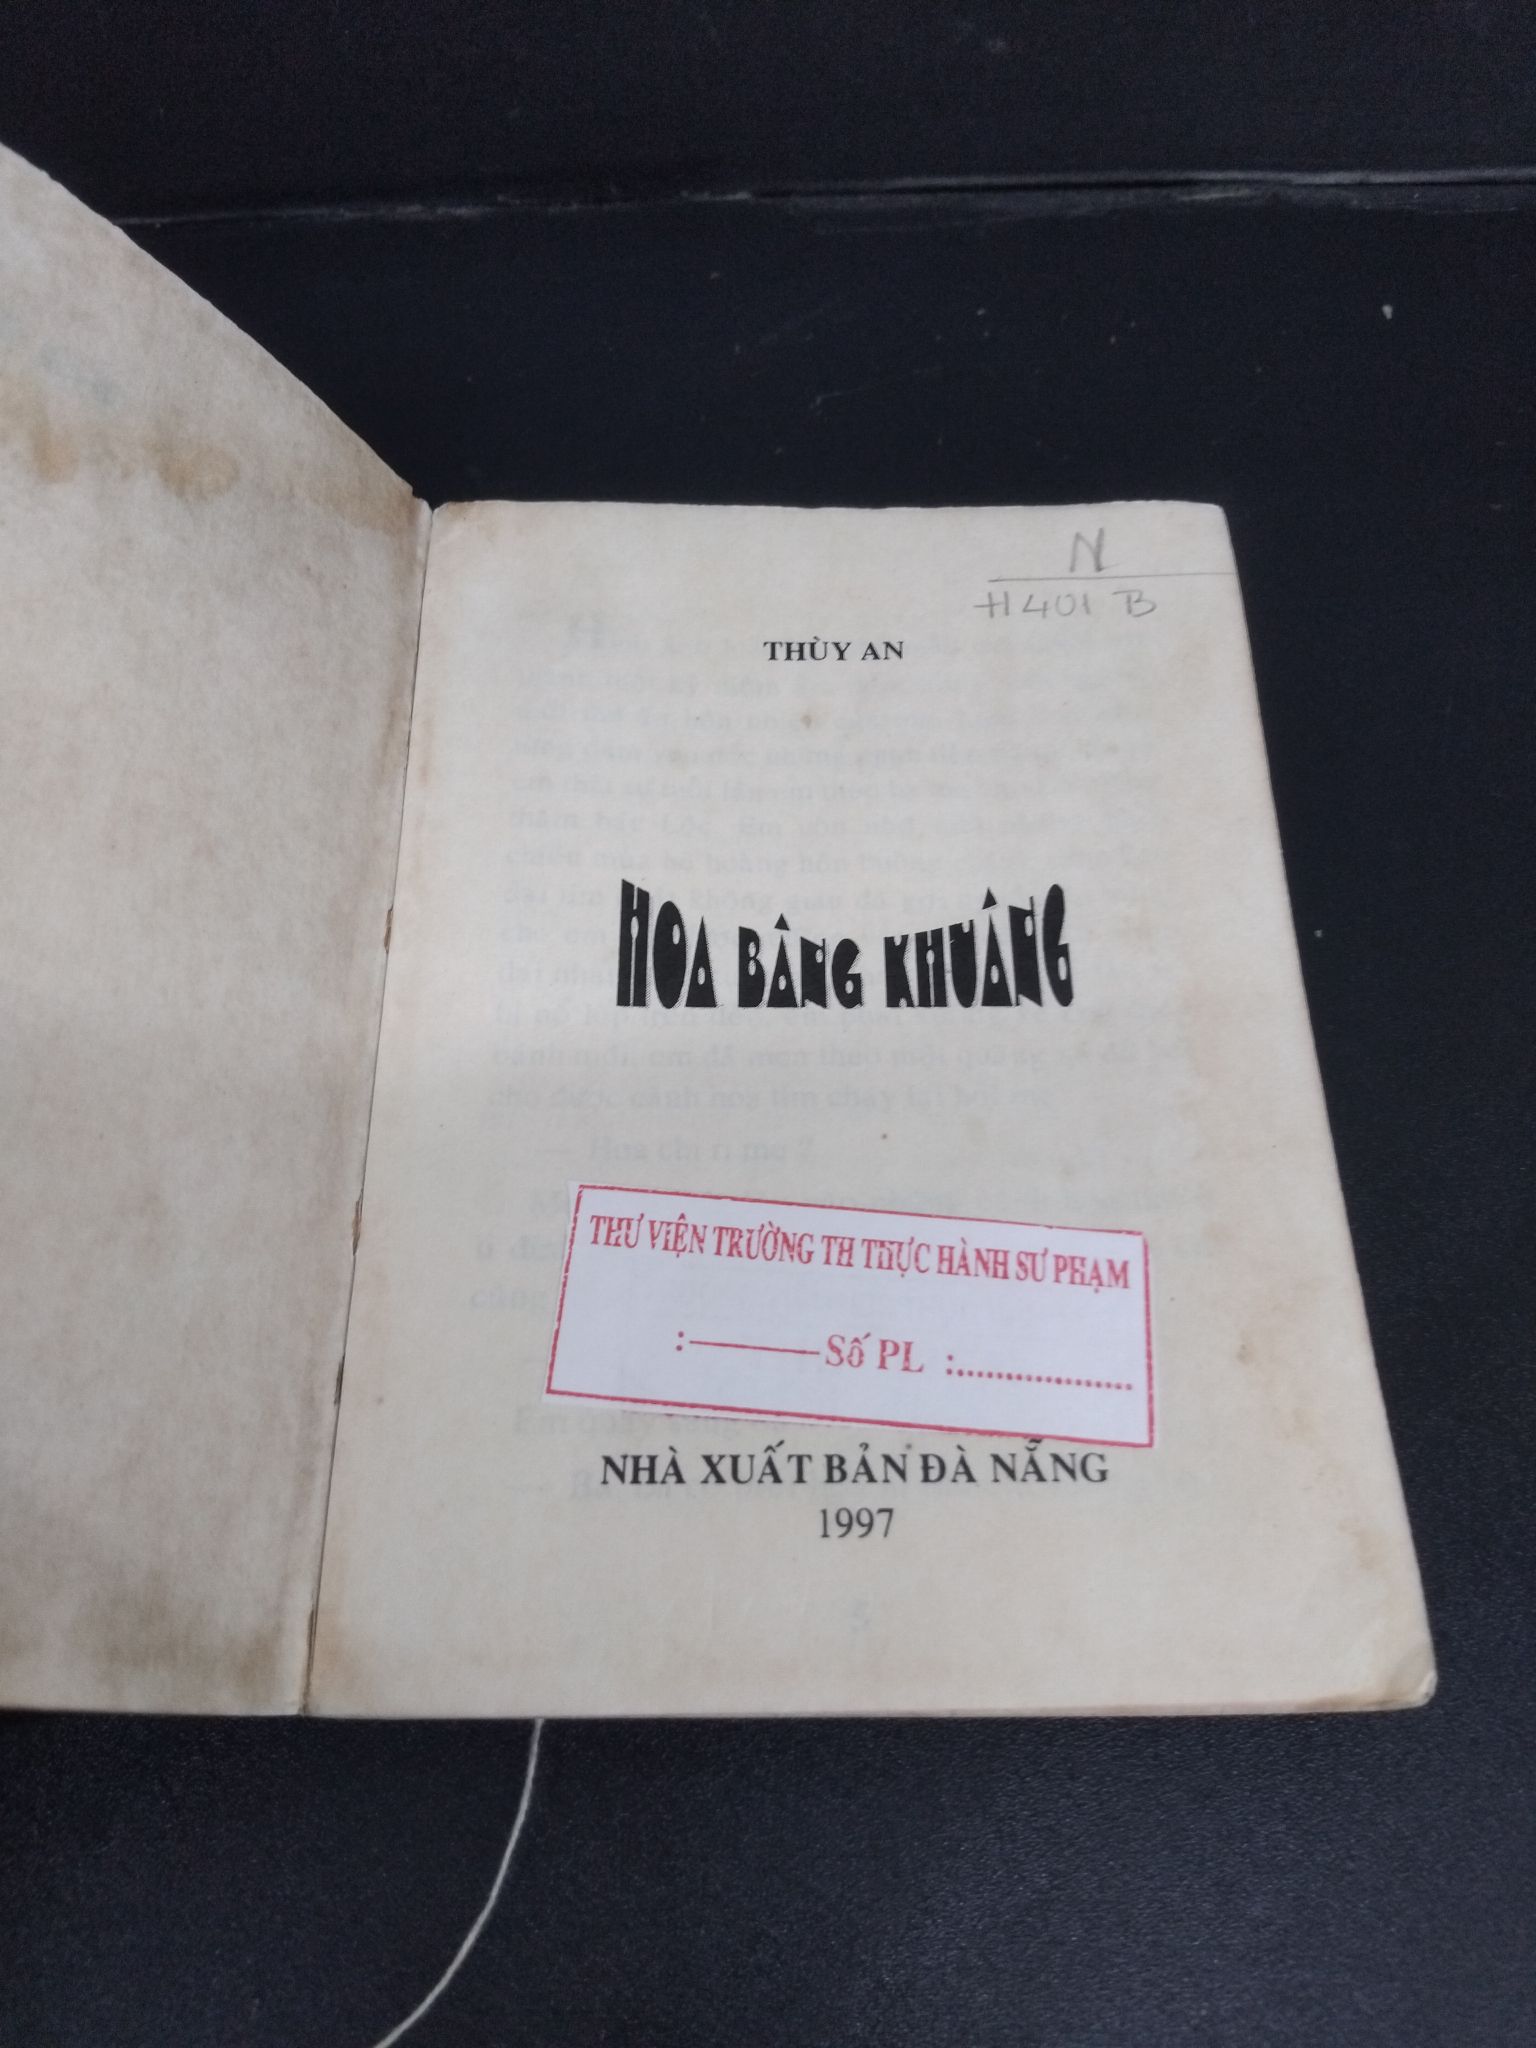 N
H401 B
THÙY AN
HOA BÂNG KHUÂNG
THƯ VIỆN TRƯỜNG TH THỰC HÀNH SƯ PHẠM
:———— Số PL :..................
NHÀ XUẤT BẢN ĐÀ NẴNG
1997
5